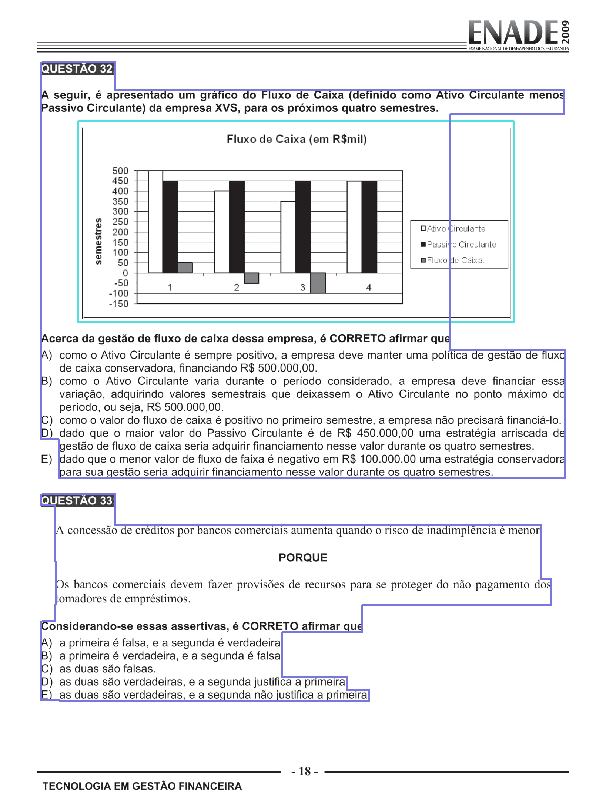 ENADE 2009
QUESTÃO 32
A seguir, é apresentado um gráfico do Fluxo de Caixa (definido como Ativo Circulante menos
Passivo Circulante) da empresa XVS, para os próximos quatro semestres.
Fluxo de Caixa (em R$mil)
500
450
400
350
300
250
200
150
100
50
0
-50
-100
-150
semestres
1 2 3 4
Ativo Circulante
Passivo Circulante
Fluxo de Caixa
Acerca da gestão de fluxo de caixa dessa empresa, é CORRETO afirmar que
A) como o Ativo Circulante é sempre positivo, a empresa deve manter uma política de gestão de fluxo
de caixa conservadora, financiando R$ 500.000,00.
B) como o Ativo Circulante varia durante o período considerado, a empresa deve financiar essa
variação, adquirindo valores semestrais que deixassem o Ativo Circulante no ponto máximo do
período, ou seja, R$ 500.000,00.
C) como o valor do fluxo de caixa é positivo no primeiro semestre, a empresa não precisará financiá-lo.
D) dado que o maior valor do Passivo Circulante é de R$ 450.000,00 uma estratégia arriscada de
gestão de fluxo de caixa seria adquirir financiamento nesse valor durante os quatro semestres.
E) dado que o menor valor de fluxo de faixa é negativo em R$ 100.000.00 uma estratégia conservadora
para sua gestão seria adquirir financiamento nesse valor durante os quatro semestres.
QUESTÃO 33
A concessão de créditos por bancos comerciais aumenta quando o risco de inadimplência é menor
PORQUE
Os bancos comerciais devem fazer provisões de recursos para se proteger do não pagamento dos
tomadores de empréstimos.
Considerando-se essas assertivas, é CORRETO afirmar que
A) a primeira é falsa, e a segunda é verdadeira
B) a primeira é verdadeira, e a segunda é falsa
C) as duas são falsas.
D) as duas são verdadeiras, e a segunda justifica a primeira
E) as duas são verdadeiras, e a segunda não justifica a primeira
- 18 -
TECNOLOGIA EM GESTÃO FINANCEIRA